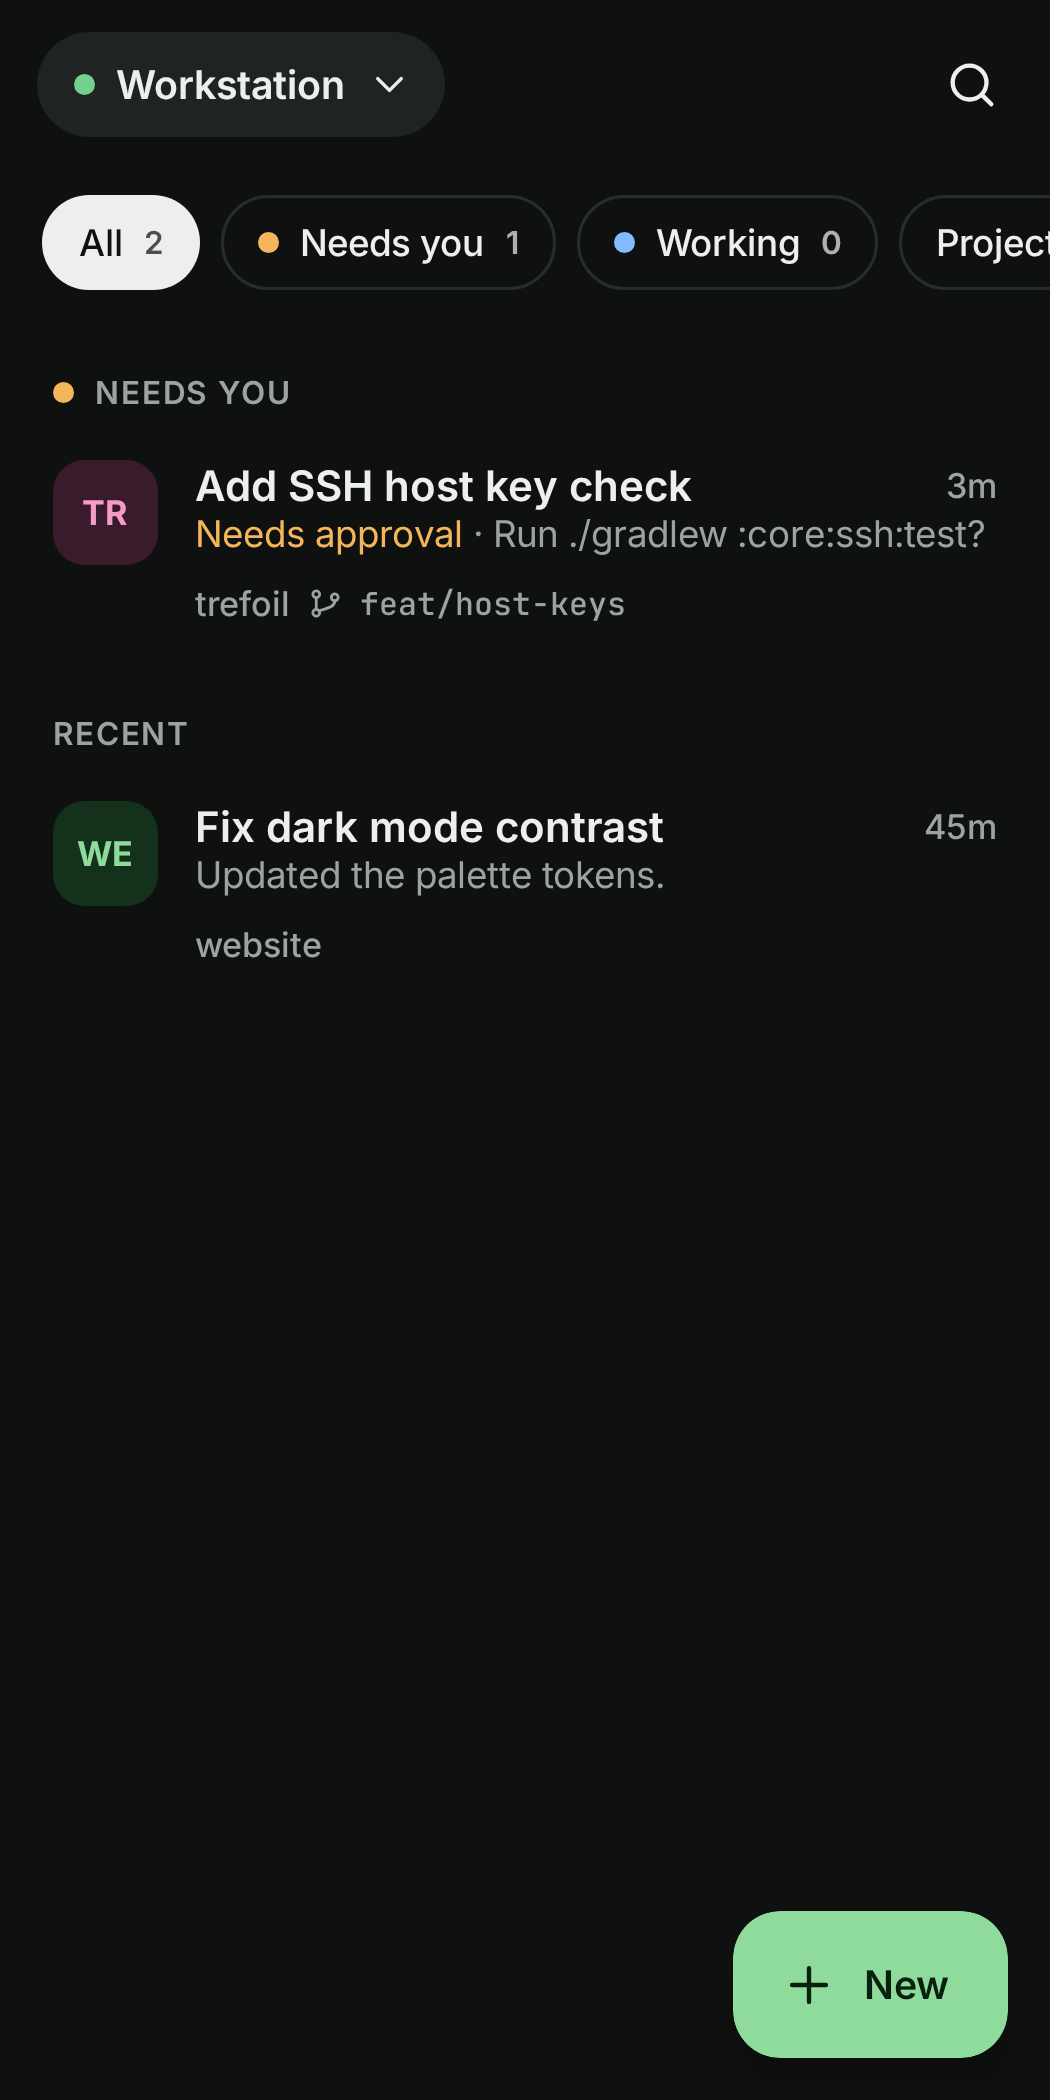 Workstation
All 2 Needs you 1 Working 0 Project
NEEDS YOU
TR
Add SSH host key check 3m
Needs approval · Run ./gradlew :core:ssh:test?
trefoil feat/host-keys
RECENT
WE
Fix dark mode contrast 45m
Updated the palette tokens.
website
New